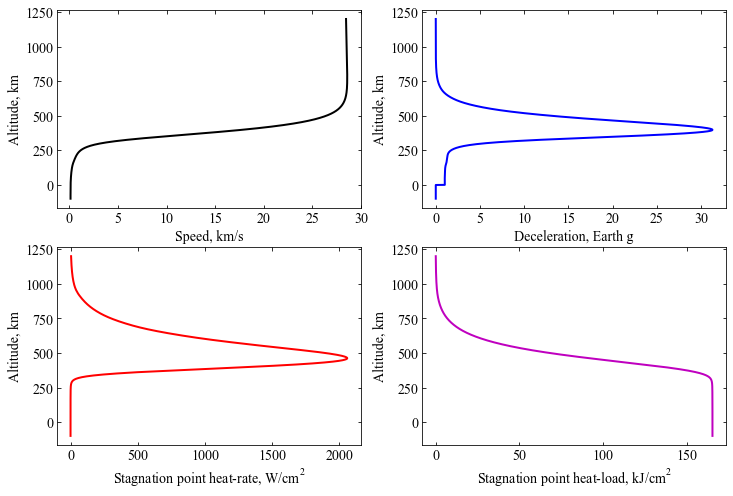 1250
1000
750
500
250
0
Altitude, km
0 5 10 15 20 25 30
Speed, km/s
1250
1000
750
500
250
0
Altitude, km
0 5 10 15 20 25 30
Deceleration, Earth g
1250
1000
750
500
250
0
Altitude, km
0 500 1000 1500 2000
Stagnation point heat-rate, W/cm²
1250
1000
750
500
250
0
Altitude, km
0 50 100 150
Stagnation point heat-load, kJ/cm²